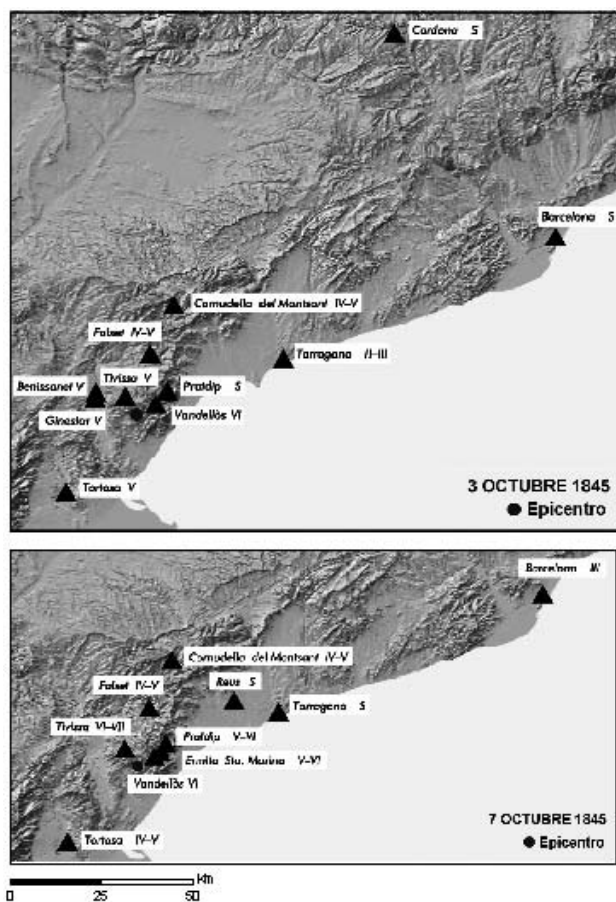 Cardona S
Barcelona S
Cornudella del Montsant IV-V
Falset IV-V
Tarragona II-III
Tivissa V
Benissanet V
Pratdip S
Ginestar V
Vandellòs VI
Tortosa V
3 OCTUBRE 1845
Epicentro
Barcelona III
Cornudella del Montsant IV-V
Falset IV-V
Reus S
Tarragona S
Tivissa VI-VII
Pratdip V-VI
Ermita Sta. Marina V-VI
Vandellòs VI
Tortosa IV-V
7 OCTUBRE 1845
Epicentro
km
0 25 50